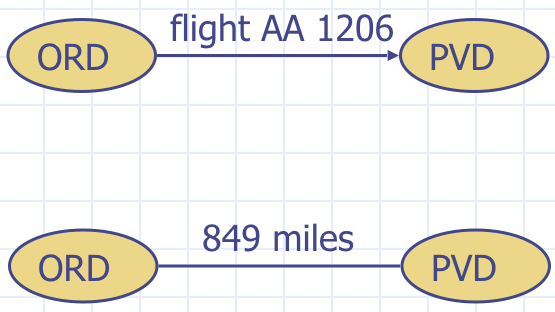 flight AA 1206
ORD
PVD
849 miles
ORD
PVD